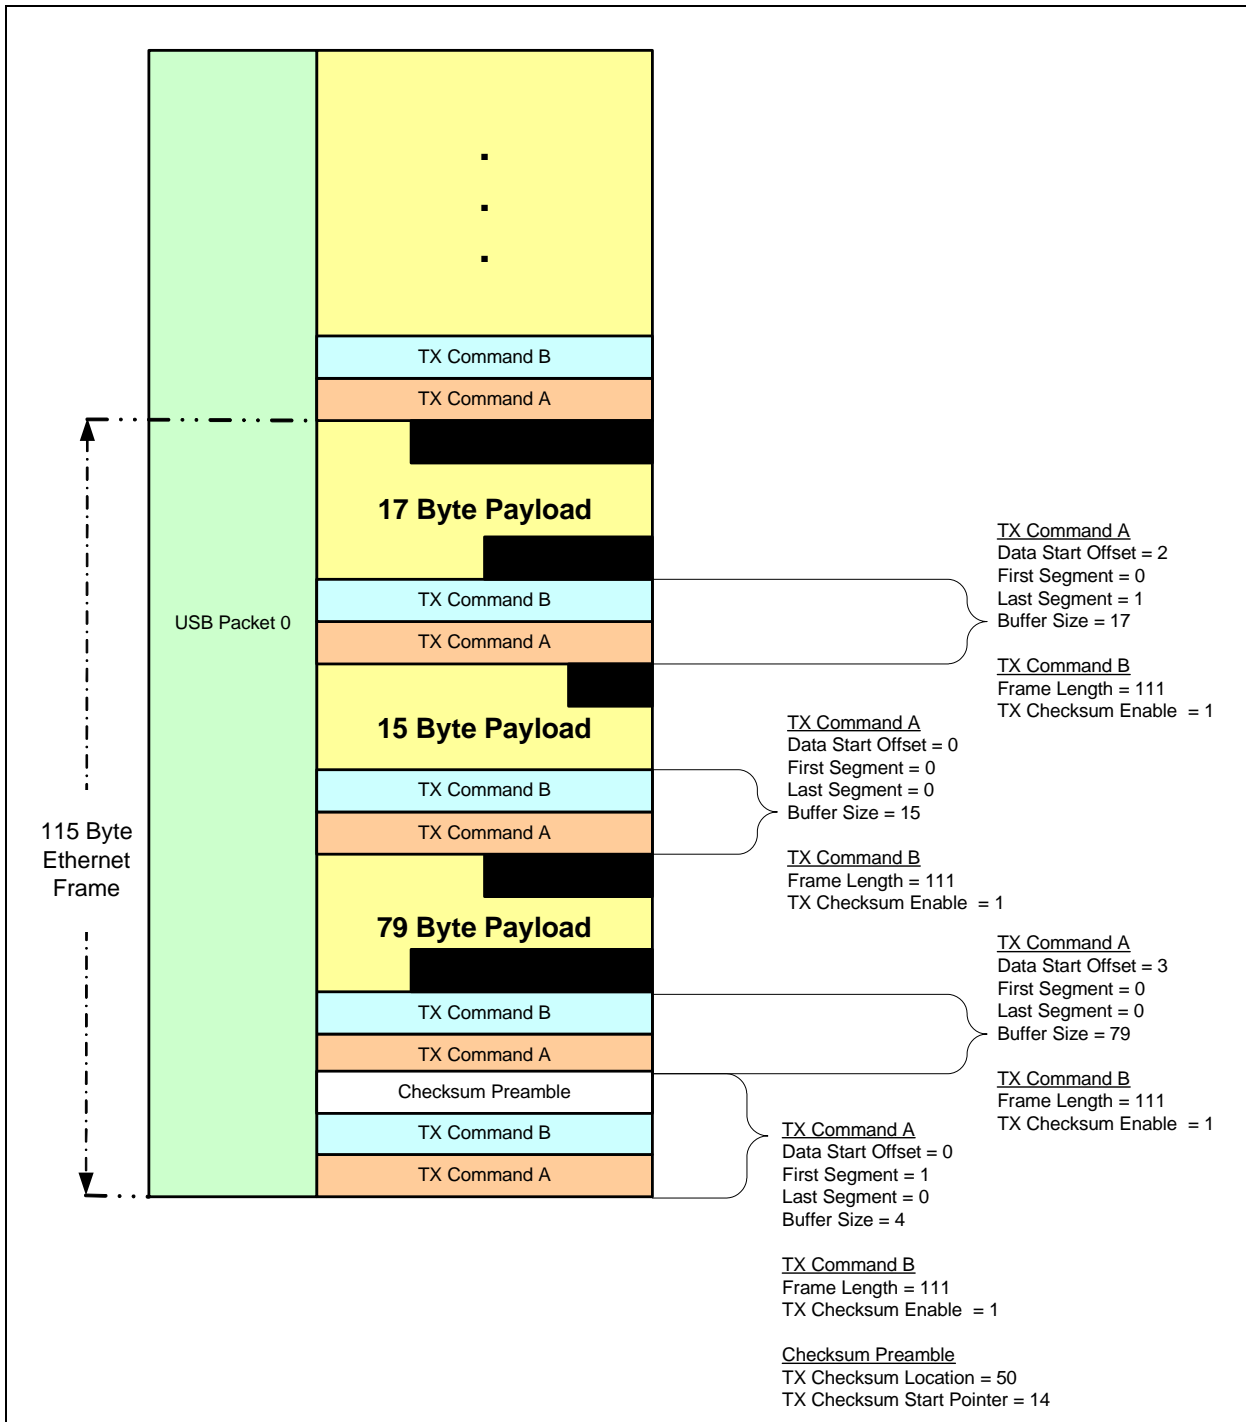 TX Command B
TX Command A
17 Byte Payload
TX Command B
TX Command A
USB Packet 0
15 Byte Payload
TX Command B
TX Command A
79 Byte Payload
TX Command B
TX Command A
Checksum Preamble
TX Command B
TX Command A
115 Byte
Ethernet
Frame
TX Command A
Data Start Offset = 2
First Segment = 0
Last Segment = 1
Buffer Size = 17
TX Command B
Frame Length = 111
TX Checksum Enable = 1
TX Command A
Data Start Offset = 0
First Segment = 0
Last Segment = 0
Buffer Size = 15
TX Command B
Frame Length = 111
TX Checksum Enable = 1
TX Command A
Data Start Offset = 3
First Segment = 0
Last Segment = 0
Buffer Size = 79
TX Command B
Frame Length = 111
TX Checksum Enable = 1
TX Command A
Data Start Offset = 0
First Segment = 1
Last Segment = 0
Buffer Size = 4
TX Command B
Frame Length = 111
TX Checksum Enable = 1
Checksum Preamble
TX Checksum Location = 50
TX Checksum Start Pointer = 14